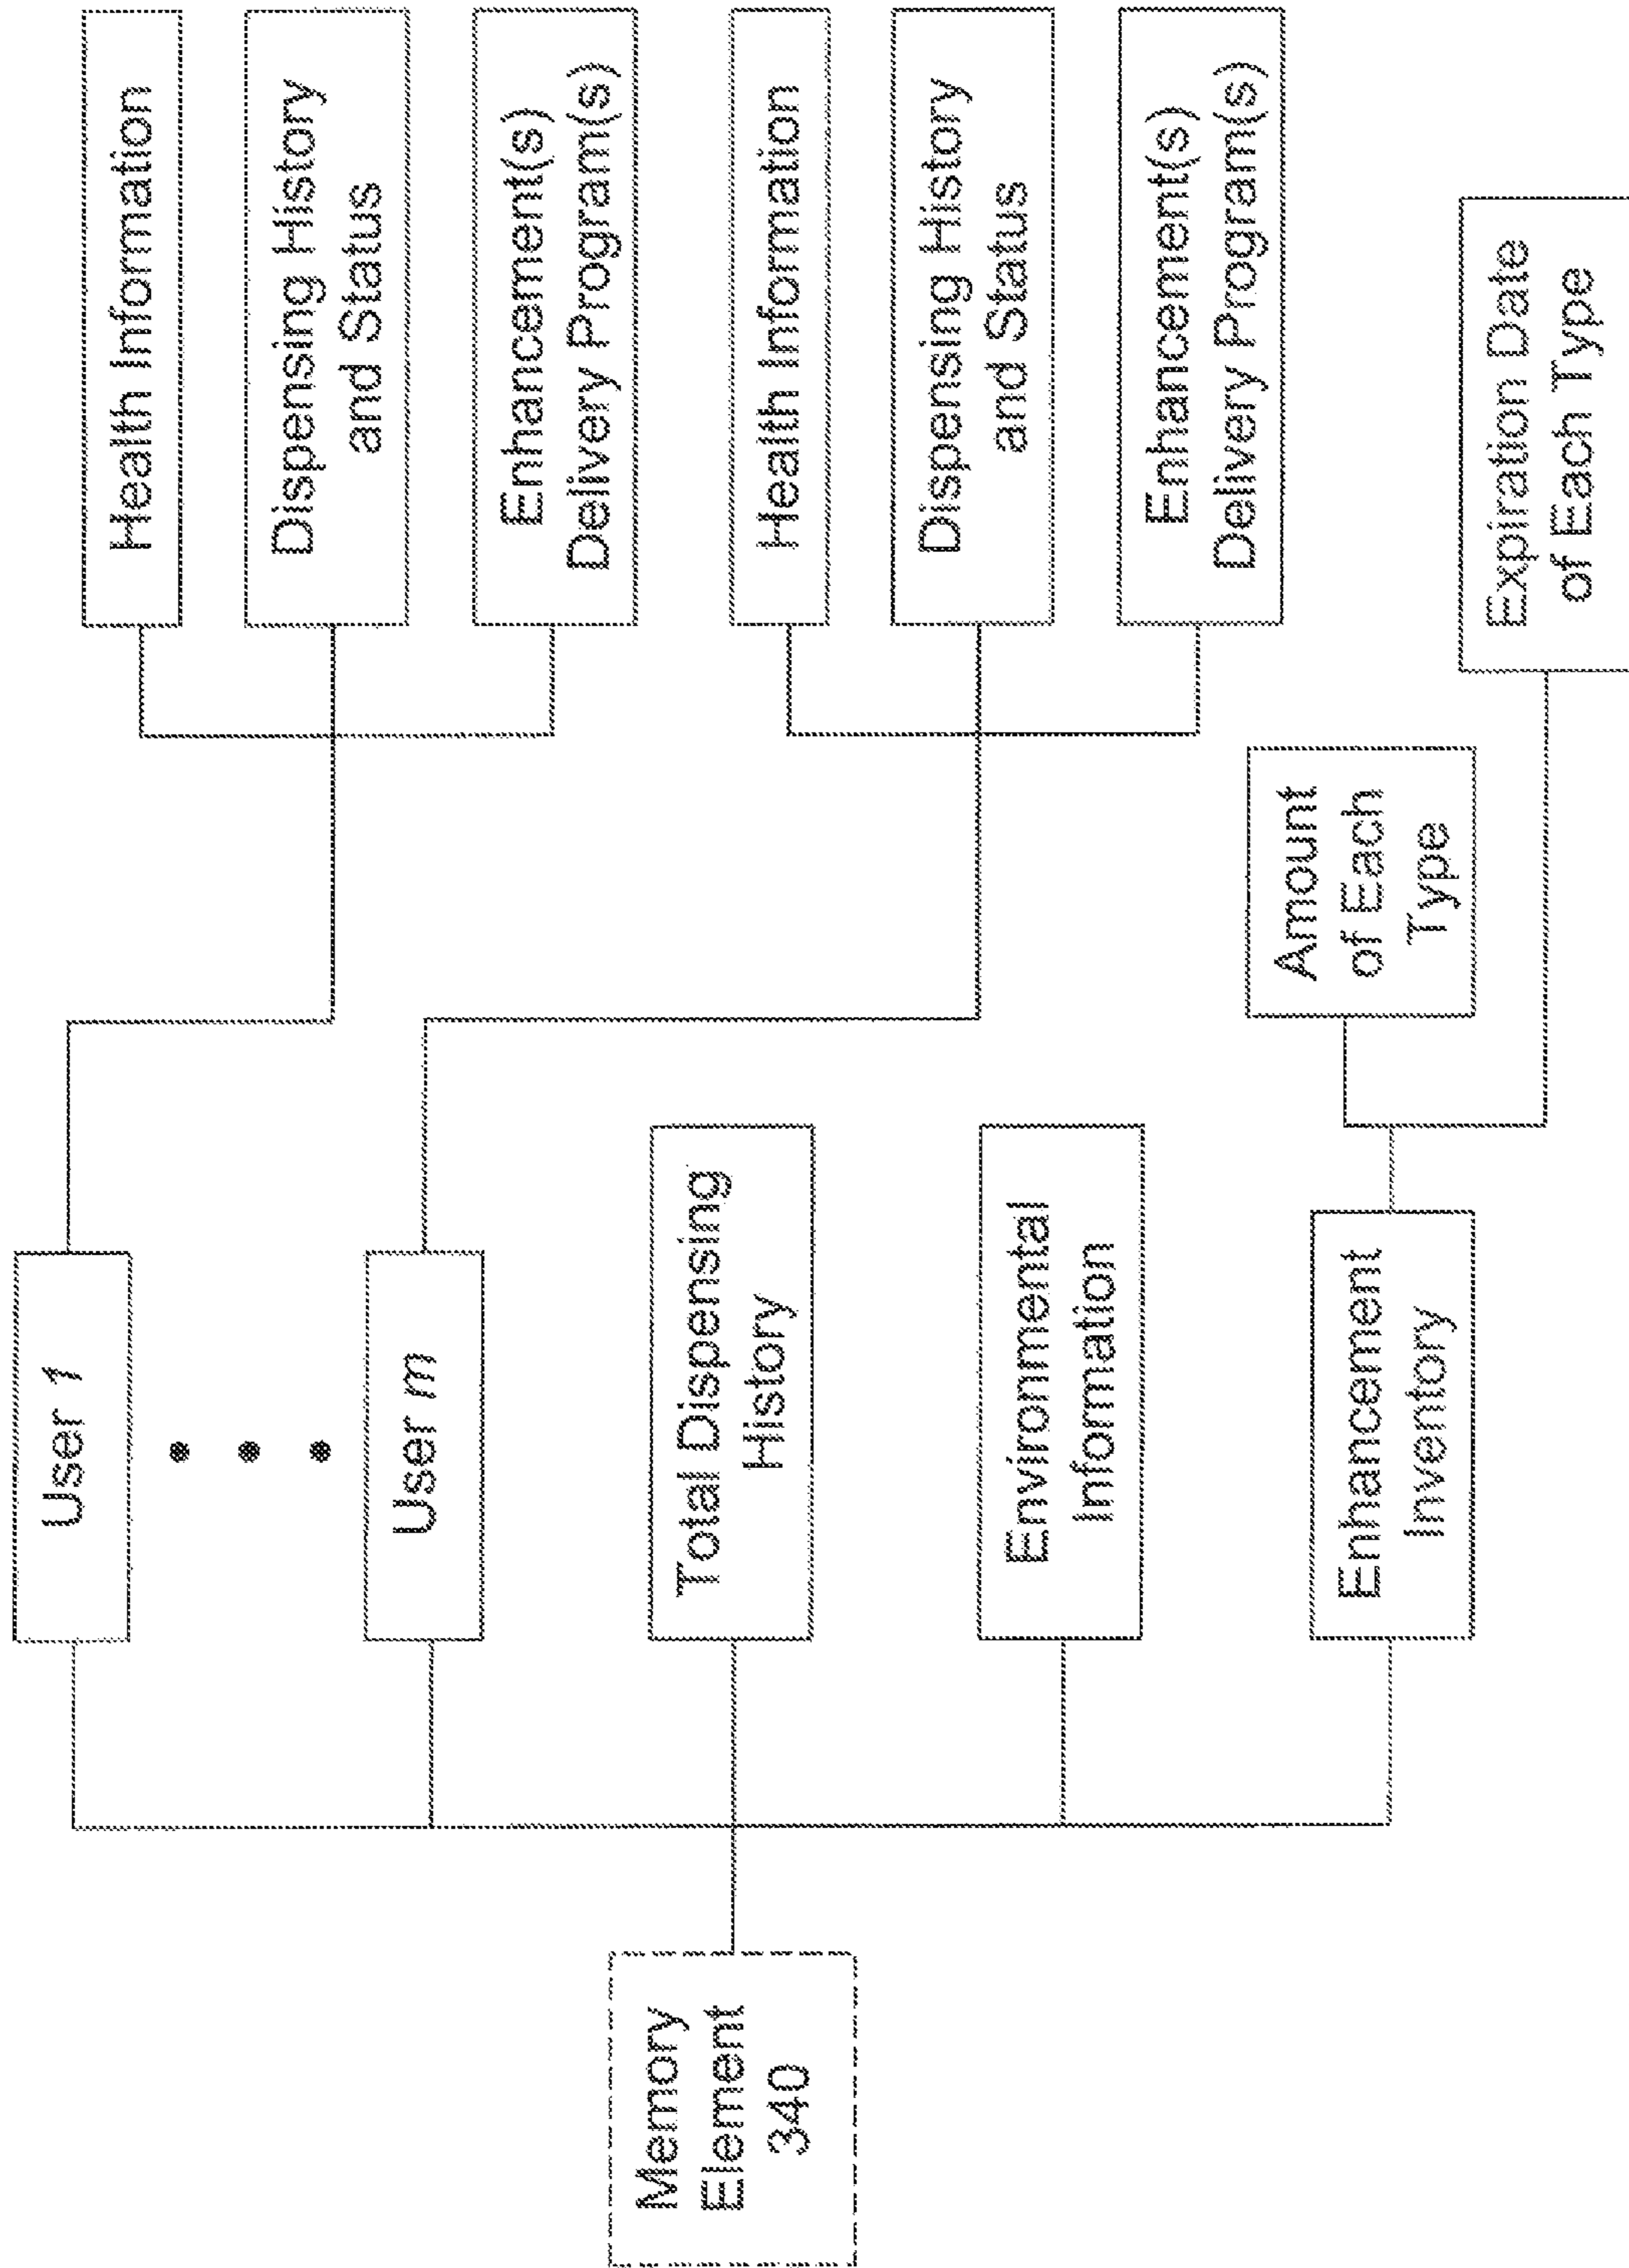 Memory
Element
340
User 1
User m
Total Dispensing
History
Environmental
Information
Enhancement
Inventory
Health Information
Dispensing History
and Status
Enhancement(s)
Delivery Program(s)
Health Information
Dispensing History
and Status
Enhancement(s)
Delivery Program(s)
Amount
of Each
Type
Expiration Date
of Each Type